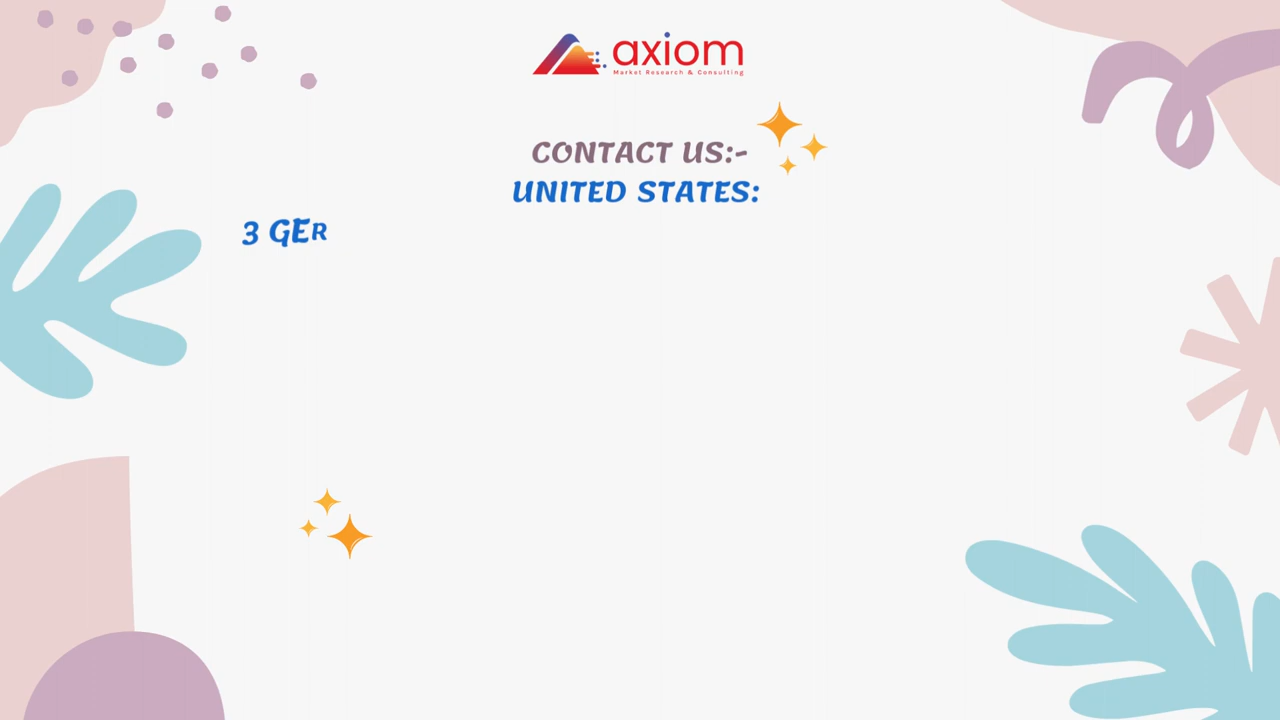 axiom
Market Research & Consulting
CONTACT US:-
UNITED STATES:
3 GER